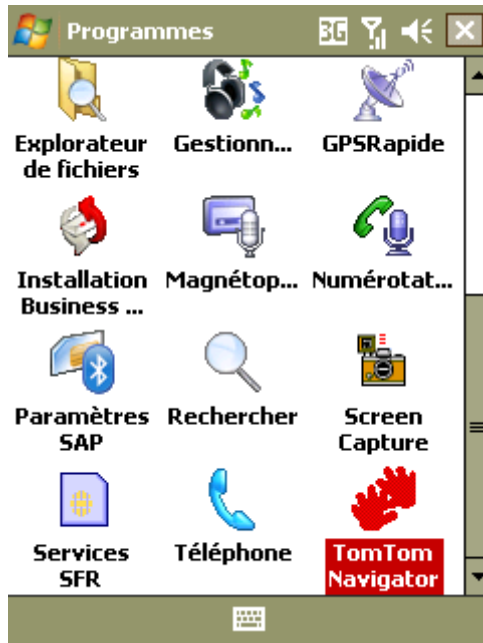 Programmes
3G
Explorateur
de fichiers
Gestionn...
GPSRapide
Installation
Business ...
Magnétop...
Numérotat...
Paramètres
SAP
Rechercher
Screen
Capture
Services
SFR
Téléphone
TomTom
Navigator